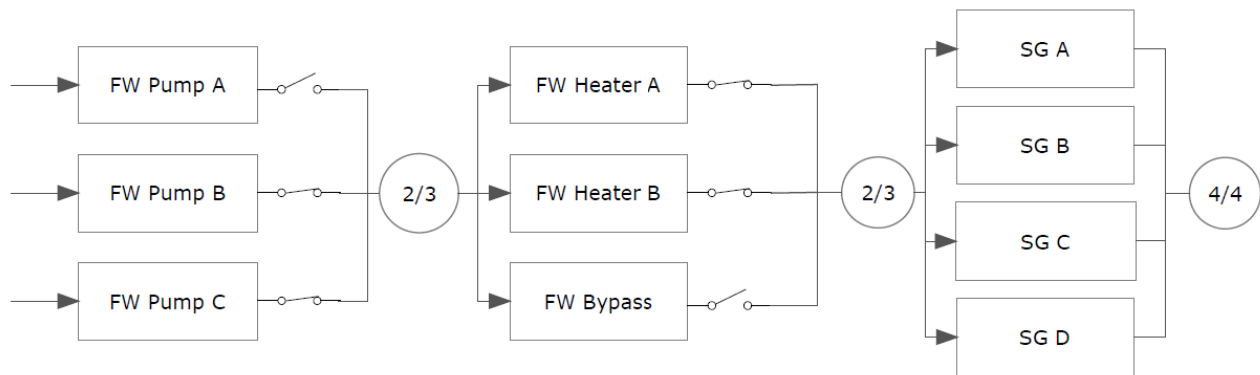 FW Pump A
FW Pump B
FW Pump C
2/3
FW Heater A
FW Heater B
FW Bypass
2/3
SG A
SG B
SG C
SG D
4/4